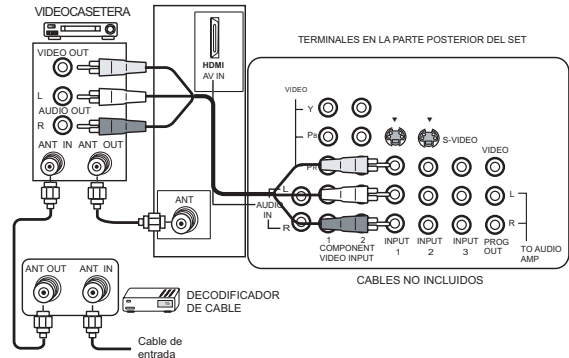 VIDEOCASETERA
VIDEO OUT
L
AUDIO OUT
R
ANT IN ANT OUT
HDMI
AV IN
ANT
TERMINALES EN LA PARTE POSTERIOR DEL SET
VIDEO
Y
PB
PR
S-VIDEO
VIDEO
L
AUDIO
IN
R
L
R
1 2
COMPONENT
VIDEO INPUT
INPUT
1
INPUT
2
INPUT
3
PROG
OUT
TO AUDIO
AMP
CABLES NO INCLUIDOS
ANT OUT ANT IN
DECODIFICADOR
DE CABLE
Cable de
entrada